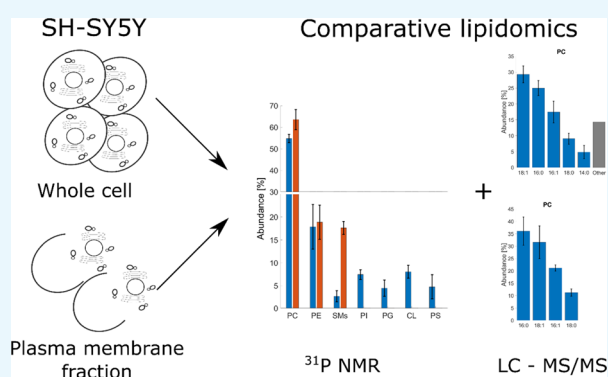 SH-SY5Y
Comparative lipidomics
Whole cell
Plasma membrane
fraction
Abundance [%]
70
60
50
40
30
20
10
0
PC PE SMs PI PG CL PS
³¹P NMR
+
PC
Abundance [%]
35
30
25
20
15
10
5
0
18:1 16:0 16:1 18:0 14:0 Other
PC
Abundance [%]
45
40
35
30
25
20
15
10
5
0
16:0 18:1 16:1 18:0
LC - MS/MS